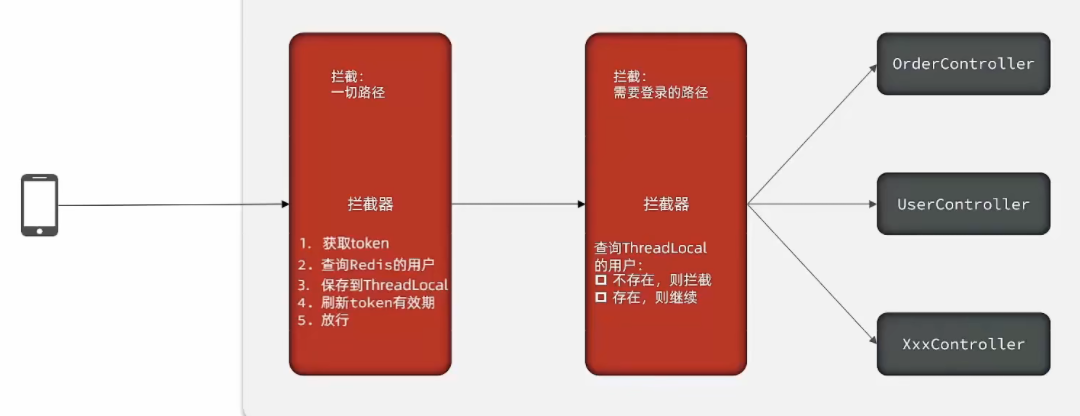 拦截：
一切路径
拦截器
1. 获取token
2. 查询Redis的用户
3. 保存到ThreadLocal
4. 刷新token有效期
5. 放行
拦截：
需要登录的路径
拦截器
查询ThreadLocal
的用户：
不存在，则拦截
存在，则继续
OrderController
UserController
XxxController